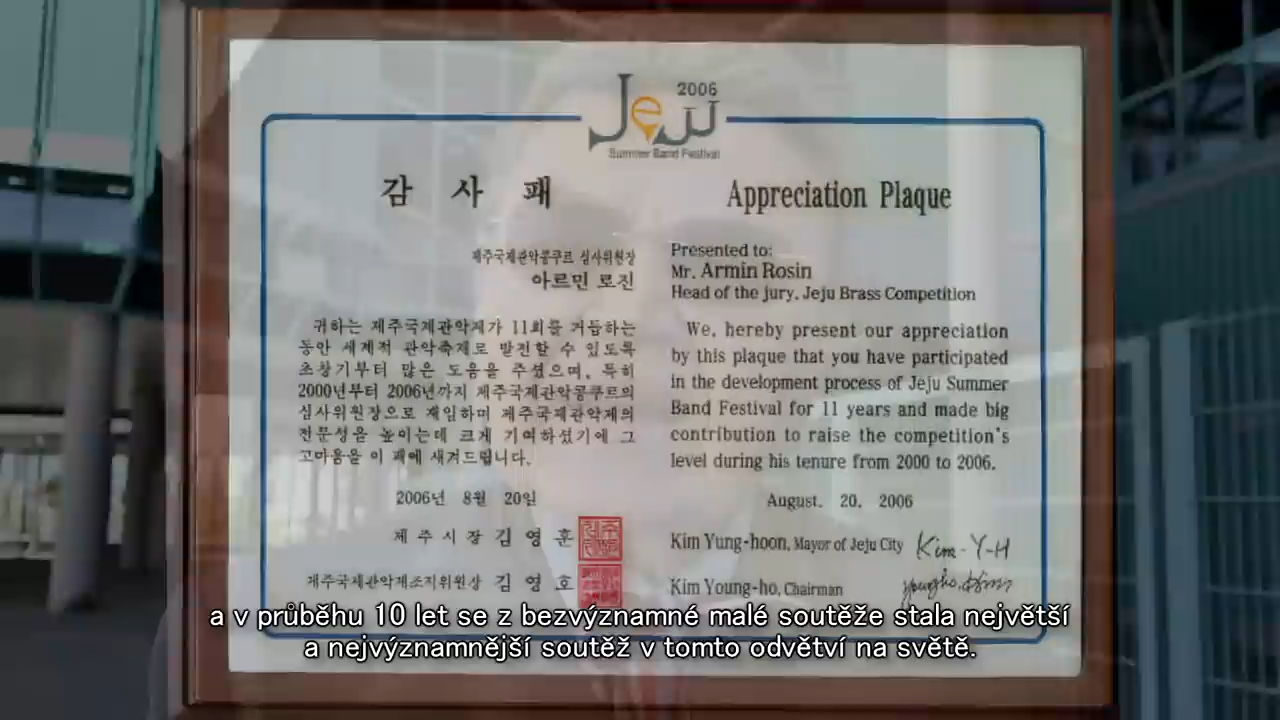 Jeju 2006
Summer Band Festival
감 사 패
제주국제관악콩쿠르 심사위원장
아르민 로진
귀하는 제주국제관악제가 11회를 거듭하는
동안 세계적 관악축제로 발전할 수 있도록
초창기부터 많은 도움을 주셨으며, 특히
2000년부터 2006년까지 제주국제관악콩쿠르의
심사위원장으로 재임하며 제주국제관악제의
전문성을 높이는데 크게 기여하셨기에 그
고마움을 이 패에 새겨드립니다.
2006년 8월 20일
제주시장 김영훈
제주국제관악제조직위원장 김영호
Appreciation Plaque
Presented to:
Mr. Armin Rosin
Head of the jury, Jeju Brass Competition
We, hereby present our appreciation
by this plaque that you have participated
in the development process of Jeju Summer
Band Festival for 11 years and made big
contribution to raise the competition's
level during his tenure from 2000 to 2006.
August. 20. 2006
Kim Yung-hoon, Mayor of Jeju City Kim-Y-H
Kim Young-ho, Chairman
a v průběhu 10 let se z bezvýznamné malé soutěže stala největší
a nejvýznamnější soutěž v tomto odvětví na světě.